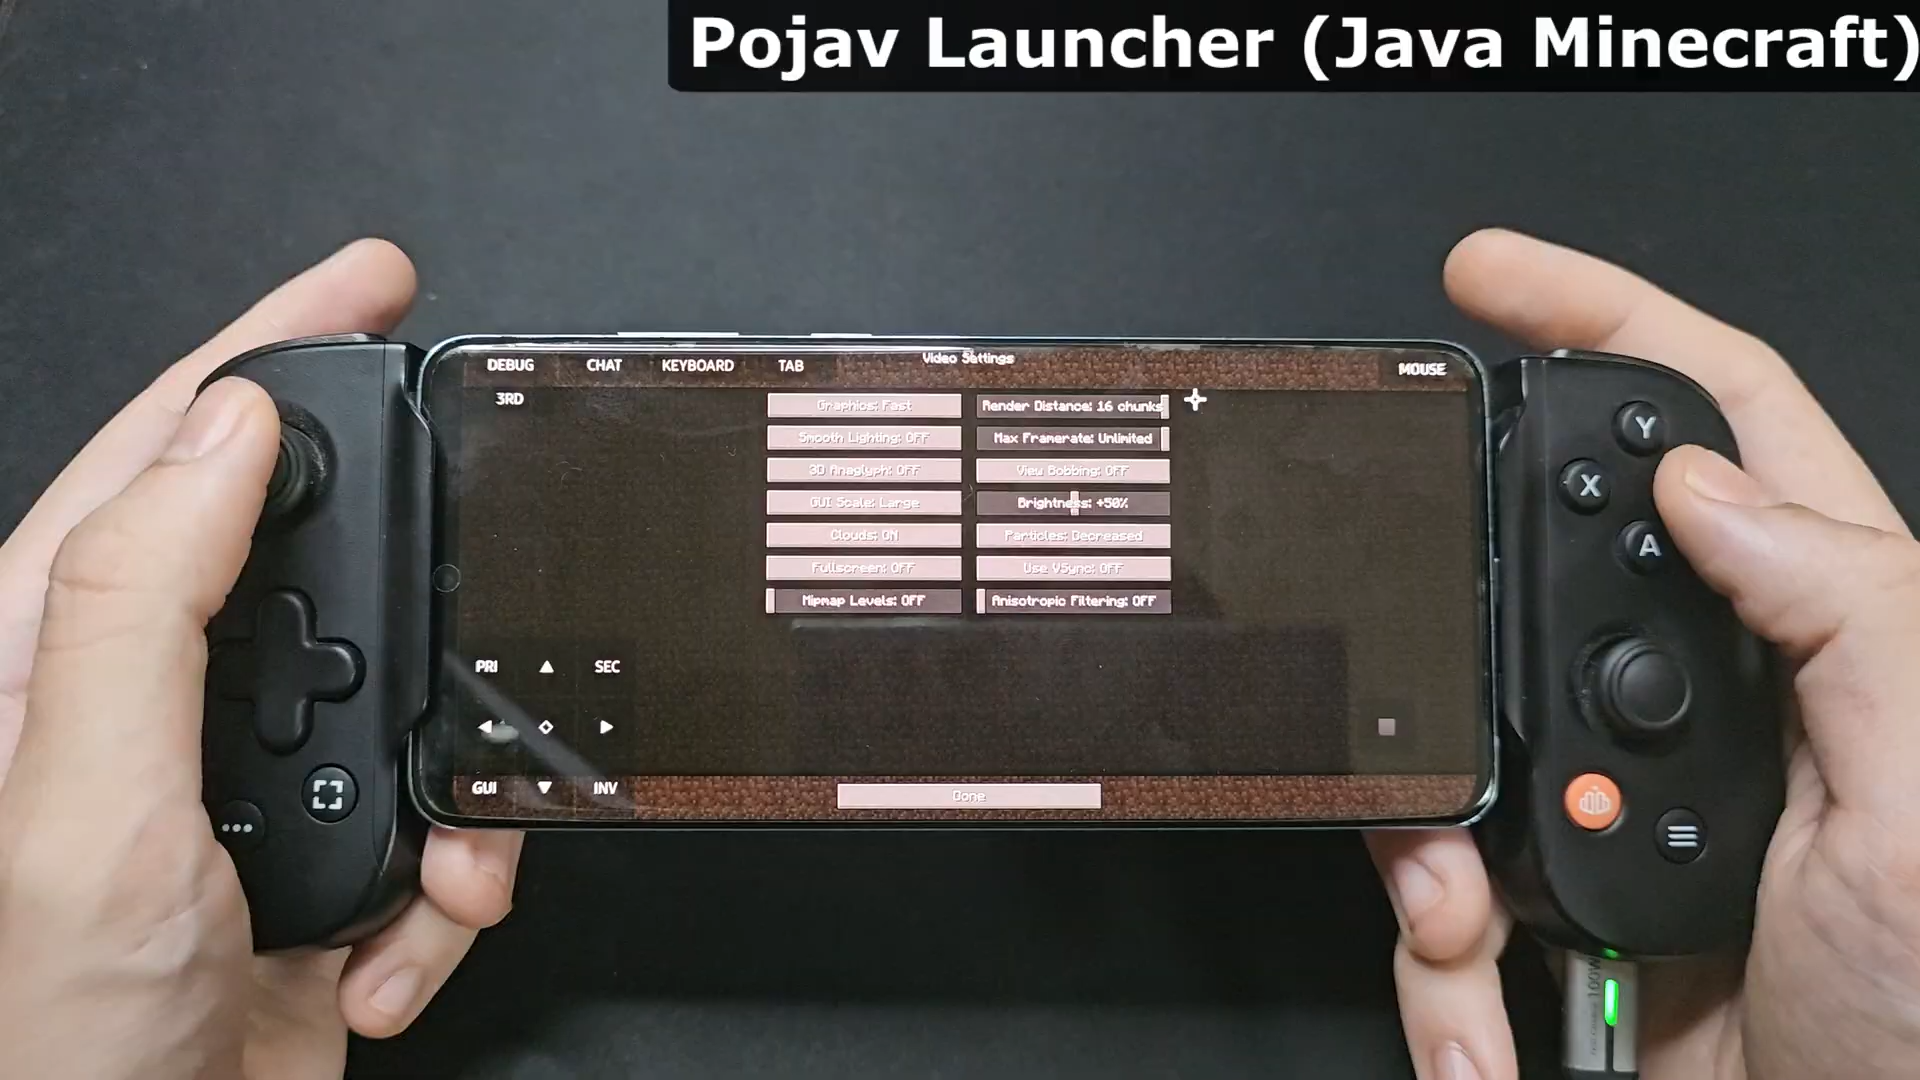 Pojav Launcher (Java Minecraft)
Video Settings
DEBUG CHAT KEYBOARD TAB MOUSE
3RD
Graphics: Fast Render Distance: 16 chunks
Smooth Lighting: OFF Max Framerate: Unlimited
3D Anaglyph: OFF View Bobbing: OFF
GUI Scale: Large Brightness: +50%
Clouds: ON Particles: Decreased
Fullscreen: OFF Use VSync: OFF
Mipmap Levels: OFF Anisotropic Filtering: OFF
PRI SEC
GUI INV
Done
Y
X
A
100W